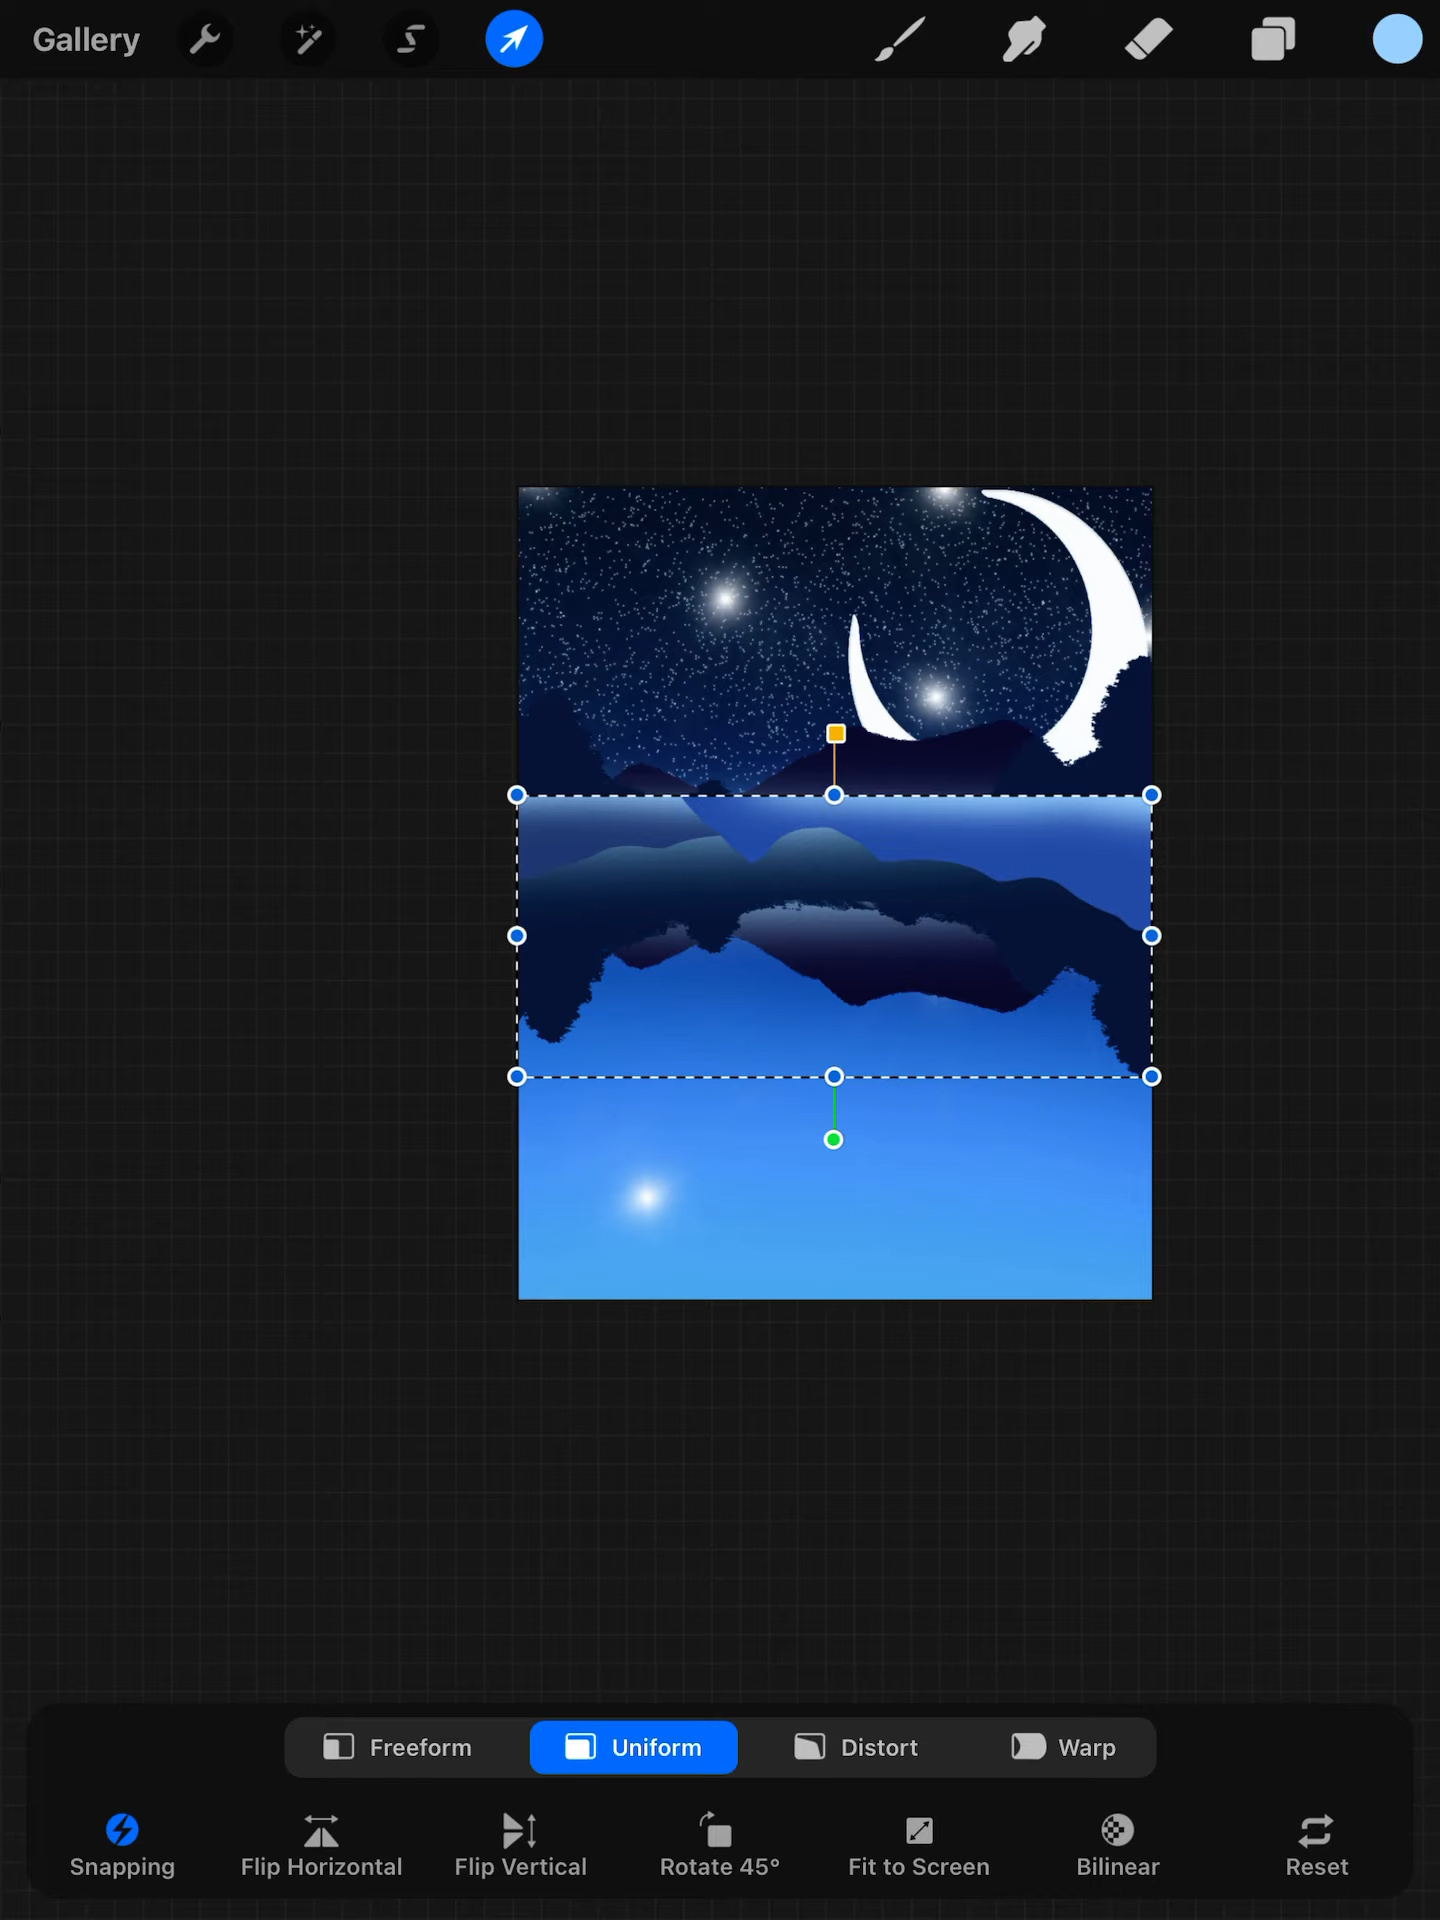 Gallery
Freeform
Uniform
Distort
Warp
Snapping
Flip Horizontal
Flip Vertical
Rotate 45°
Fit to Screen
Bilinear
Reset